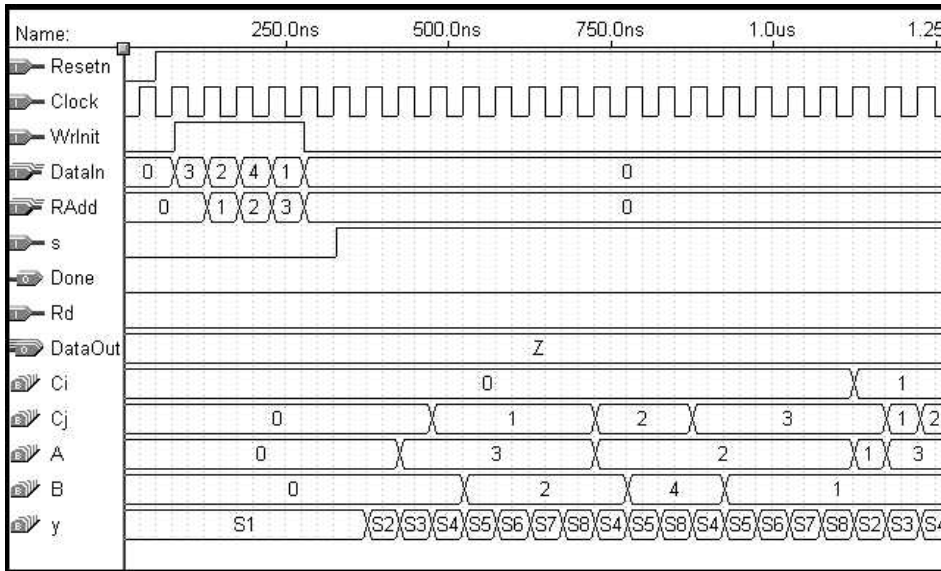 Name: 250.0ns 500.0ns 750.0ns 1.0us 1.25
Resetn
Clock
WrInit
DataIn 0 3 2 4 1 0
RAdd 0 1 2 3 0
s
Done
Rd
DataOut Z
Ci 0 1
Cj 0 1 2 3 1 2
A 0 3 2 1 3
B 0 2 4 1
y S1 S2 S3 S4 S5 S6 S7 S8 S4 S5 S8 S4 S5 S6 S7 S8 S2 S3 S4